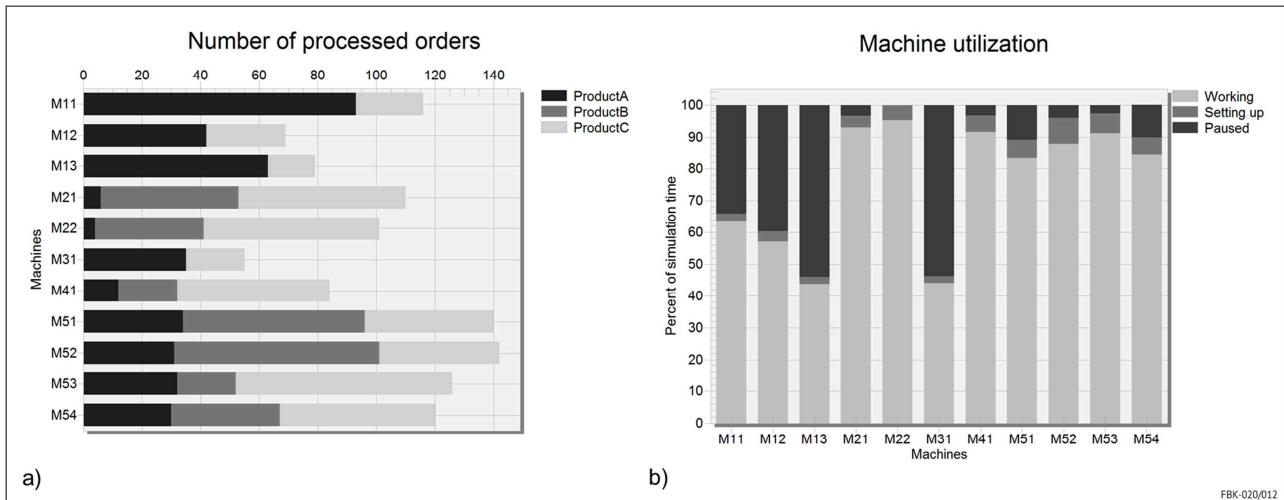 Number of processed orders
0 20 40 60 80 100 120 140
Machines
M11
M12
M13
M21
M22
M31
M41
M51
M52
M53
M54
ProductA
ProductB
ProductC
a)
Machine utilization
Percent of simulation time
100
90
80
70
60
50
40
30
20
10
0
M11 M12 M13 M21 M22 M31 M41 M51 M52 M53 M54
Machines
Working
Setting up
Paused
b)
FBK-020/012